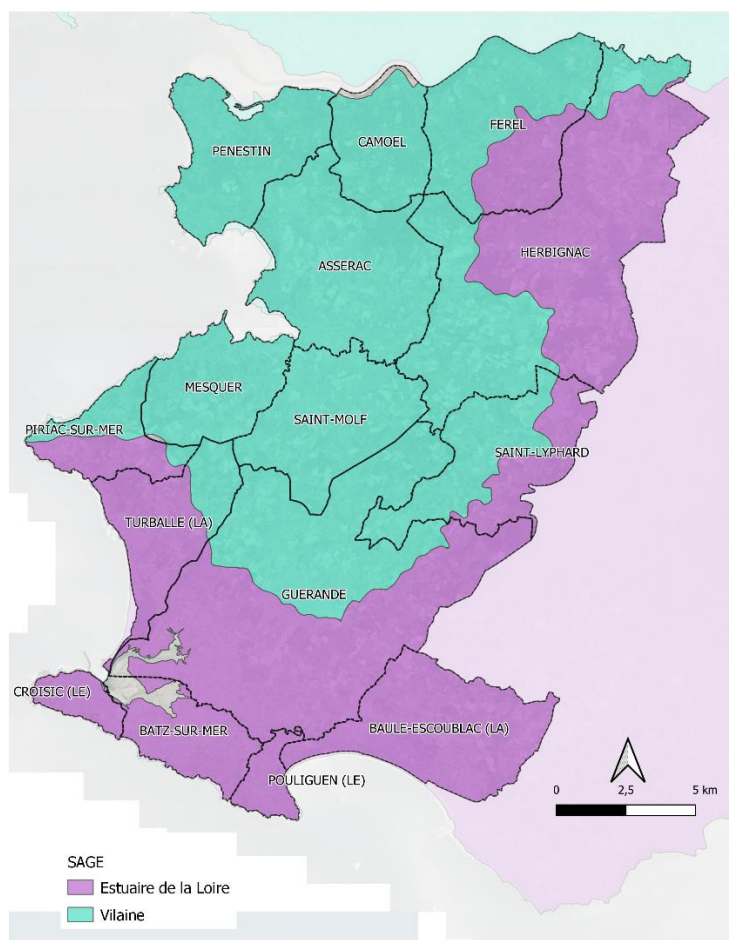 FEREL
CAMOEL
PENESTIN
HERBIGNAC
ASSERAC
MESQUER
SAINT-MOLF
PIRIAC-SUR-MER
SAINT-LYPHARD
TURBALLE (LA)
GUERANDE
CROISIC (LE)
BATZ-SUR-MER
BAULE-ESCOUBLAC (LA)
POULIGUEN (LE)
0 2,5 5 km
SAGE
Estuaire de la Loire
Vilaine